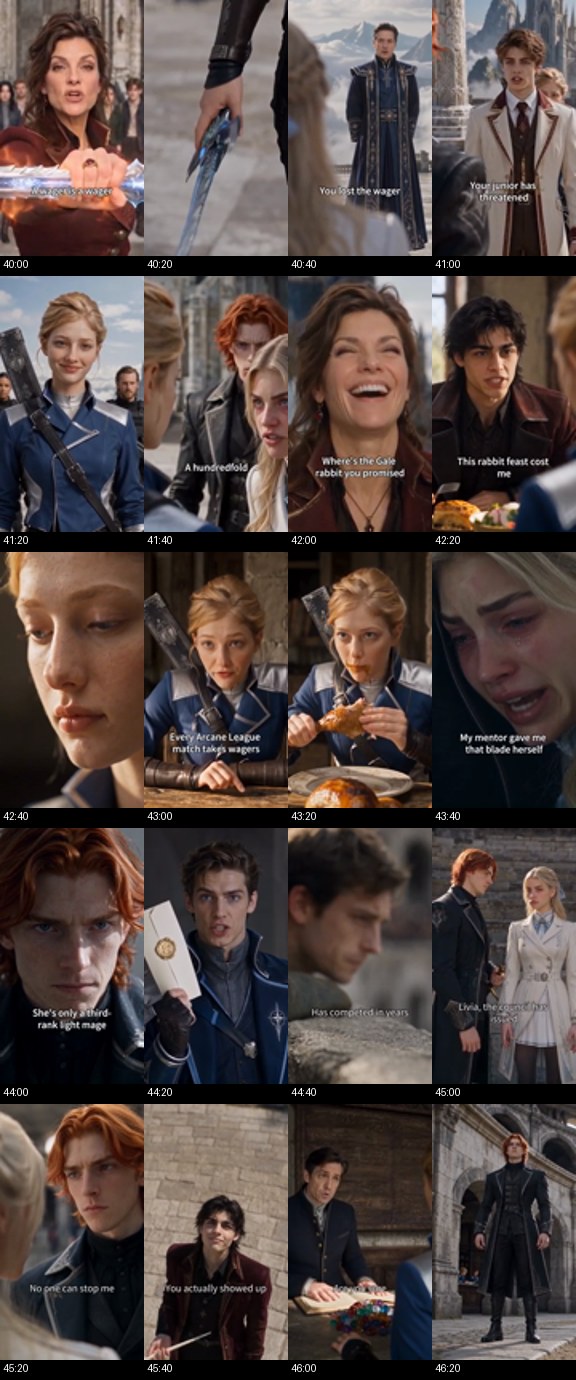 A wager is a wager
You lost the wager
Your junior has
threatened
40:00
40:20
40:40
41:00
A hundredfold
Where's the Gale
rabbit you promised
This rabbit feast cost
me
41:20
41:40
42:00
42:20
Every Arcane League
match takes wagers
My mentor gave me
that blade herself
42:40
43:00
43:20
43:40
She's only a third-
rank light mage
Has competed in years
Livia, the council has
issued
44:00
44:20
44:40
45:00
No one can stop me
You actually showed up
45:20
45:40
46:00
46:20